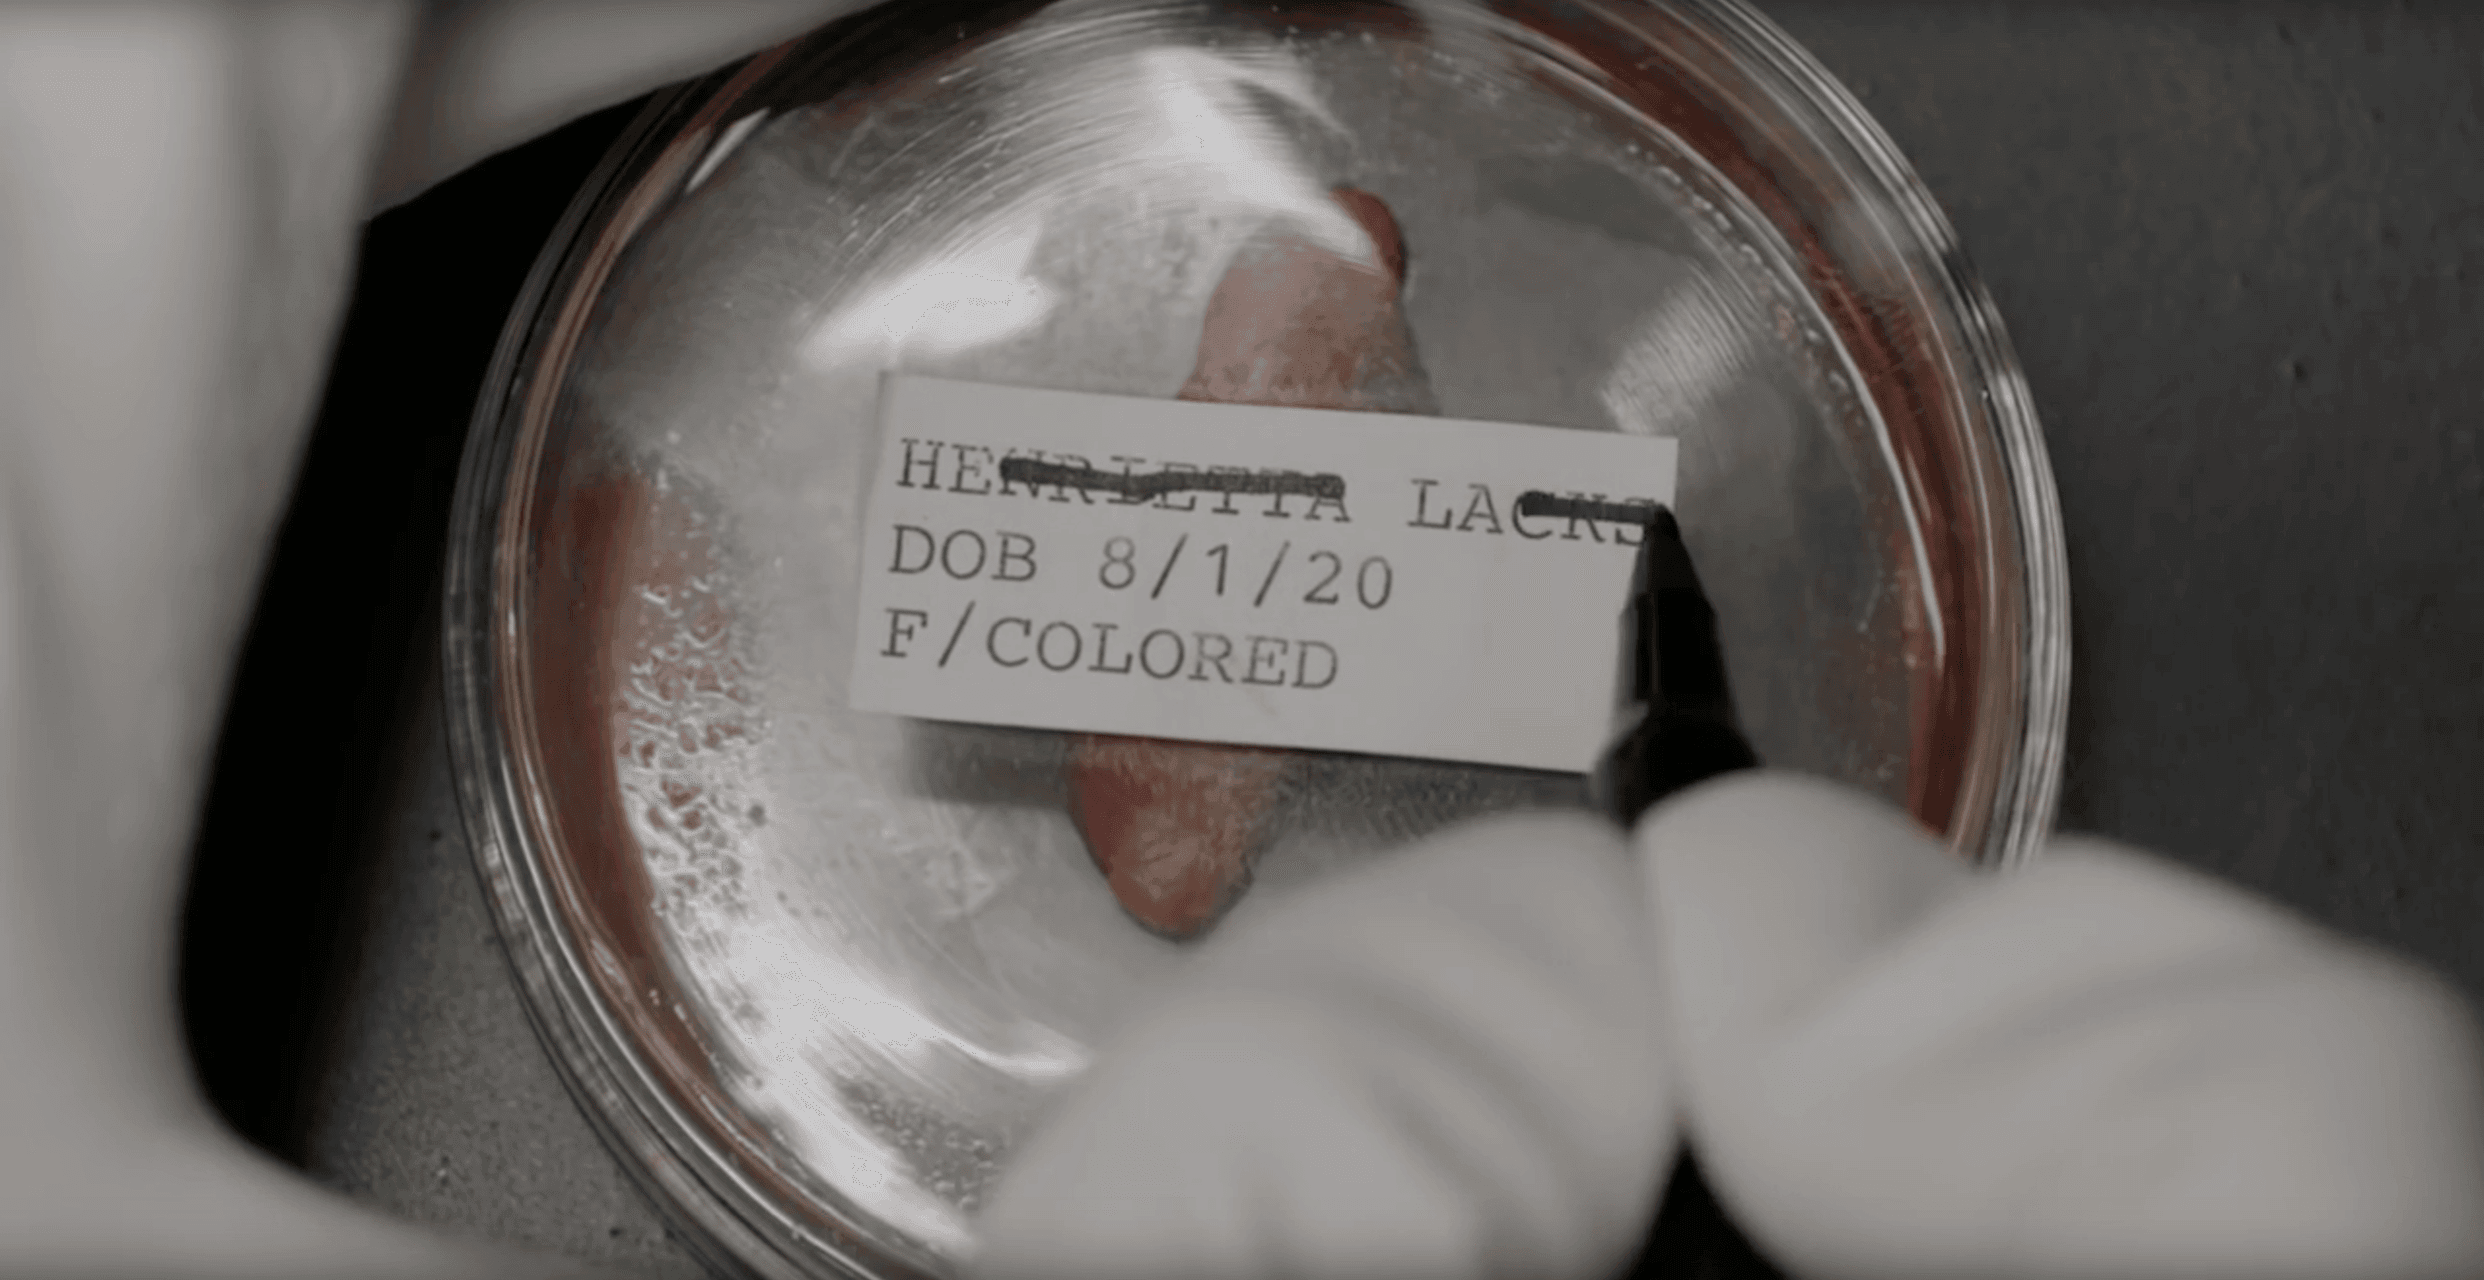 HENRIETTA LACKS
DOB 8/1/20
F/COLORED